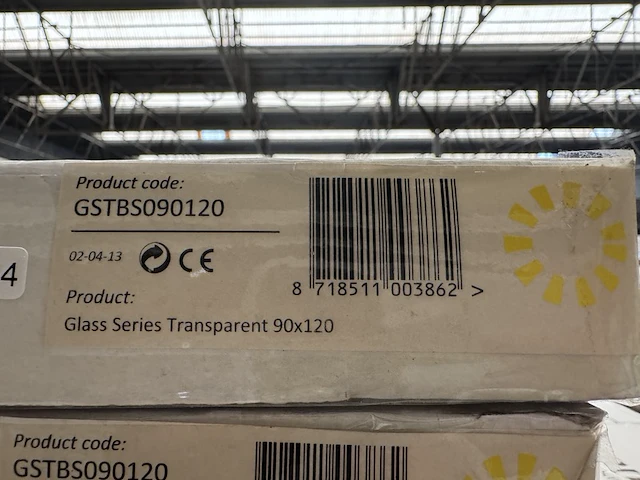 Product code:
GSTBS090120
02-04-13 CE
Product:
Glass Series Transparent 90x120
8 718511 003862 >
4
Product code:
GSTBS090120